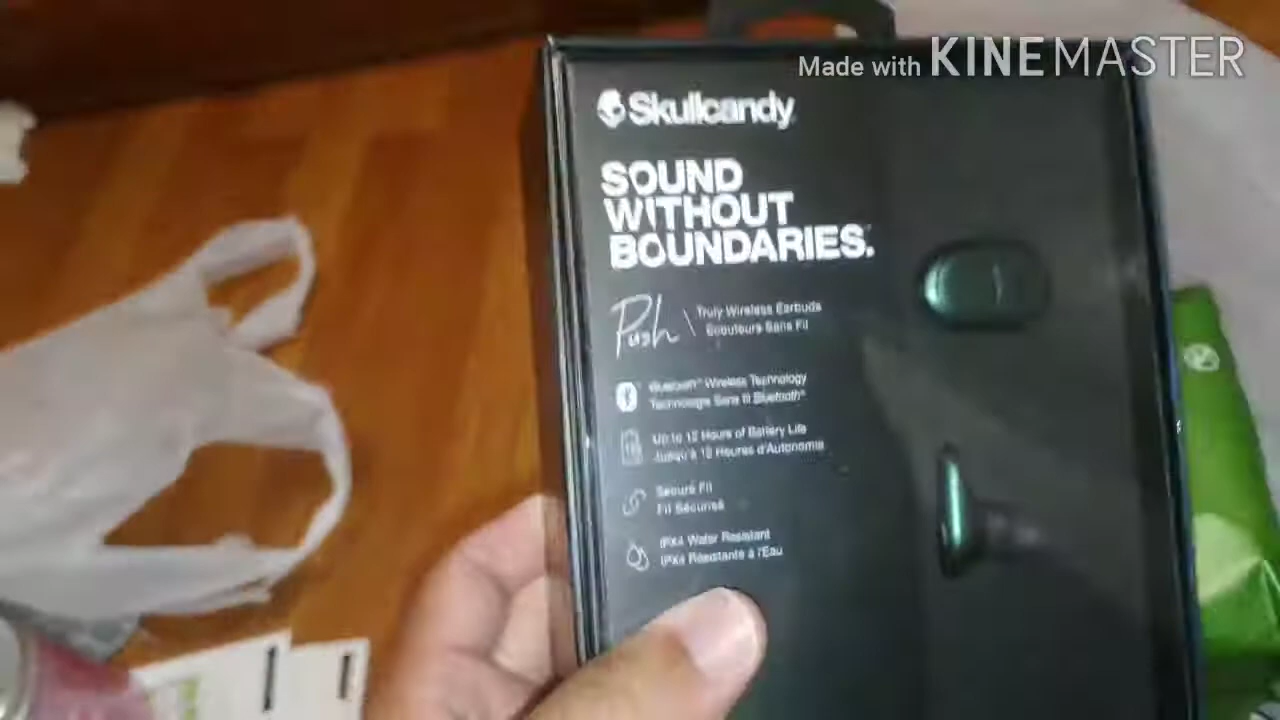 Made with KINEMASTER
Skullcandy
SOUND
WITHOUT
BOUNDARIES.
Push \ Truly Wireless Earbuds
Écouteurs Sans Fil
Bluetooth® Wireless Technology
Technologie Sans fil Bluetooth®
Up to 12 Hours of Battery Life
Jusqu'à 12 Heures d'Autonomie
Secure Fit
Fit Sécurisé
IPX4 Water Resistant
IPX4 Résistante à l'Eau